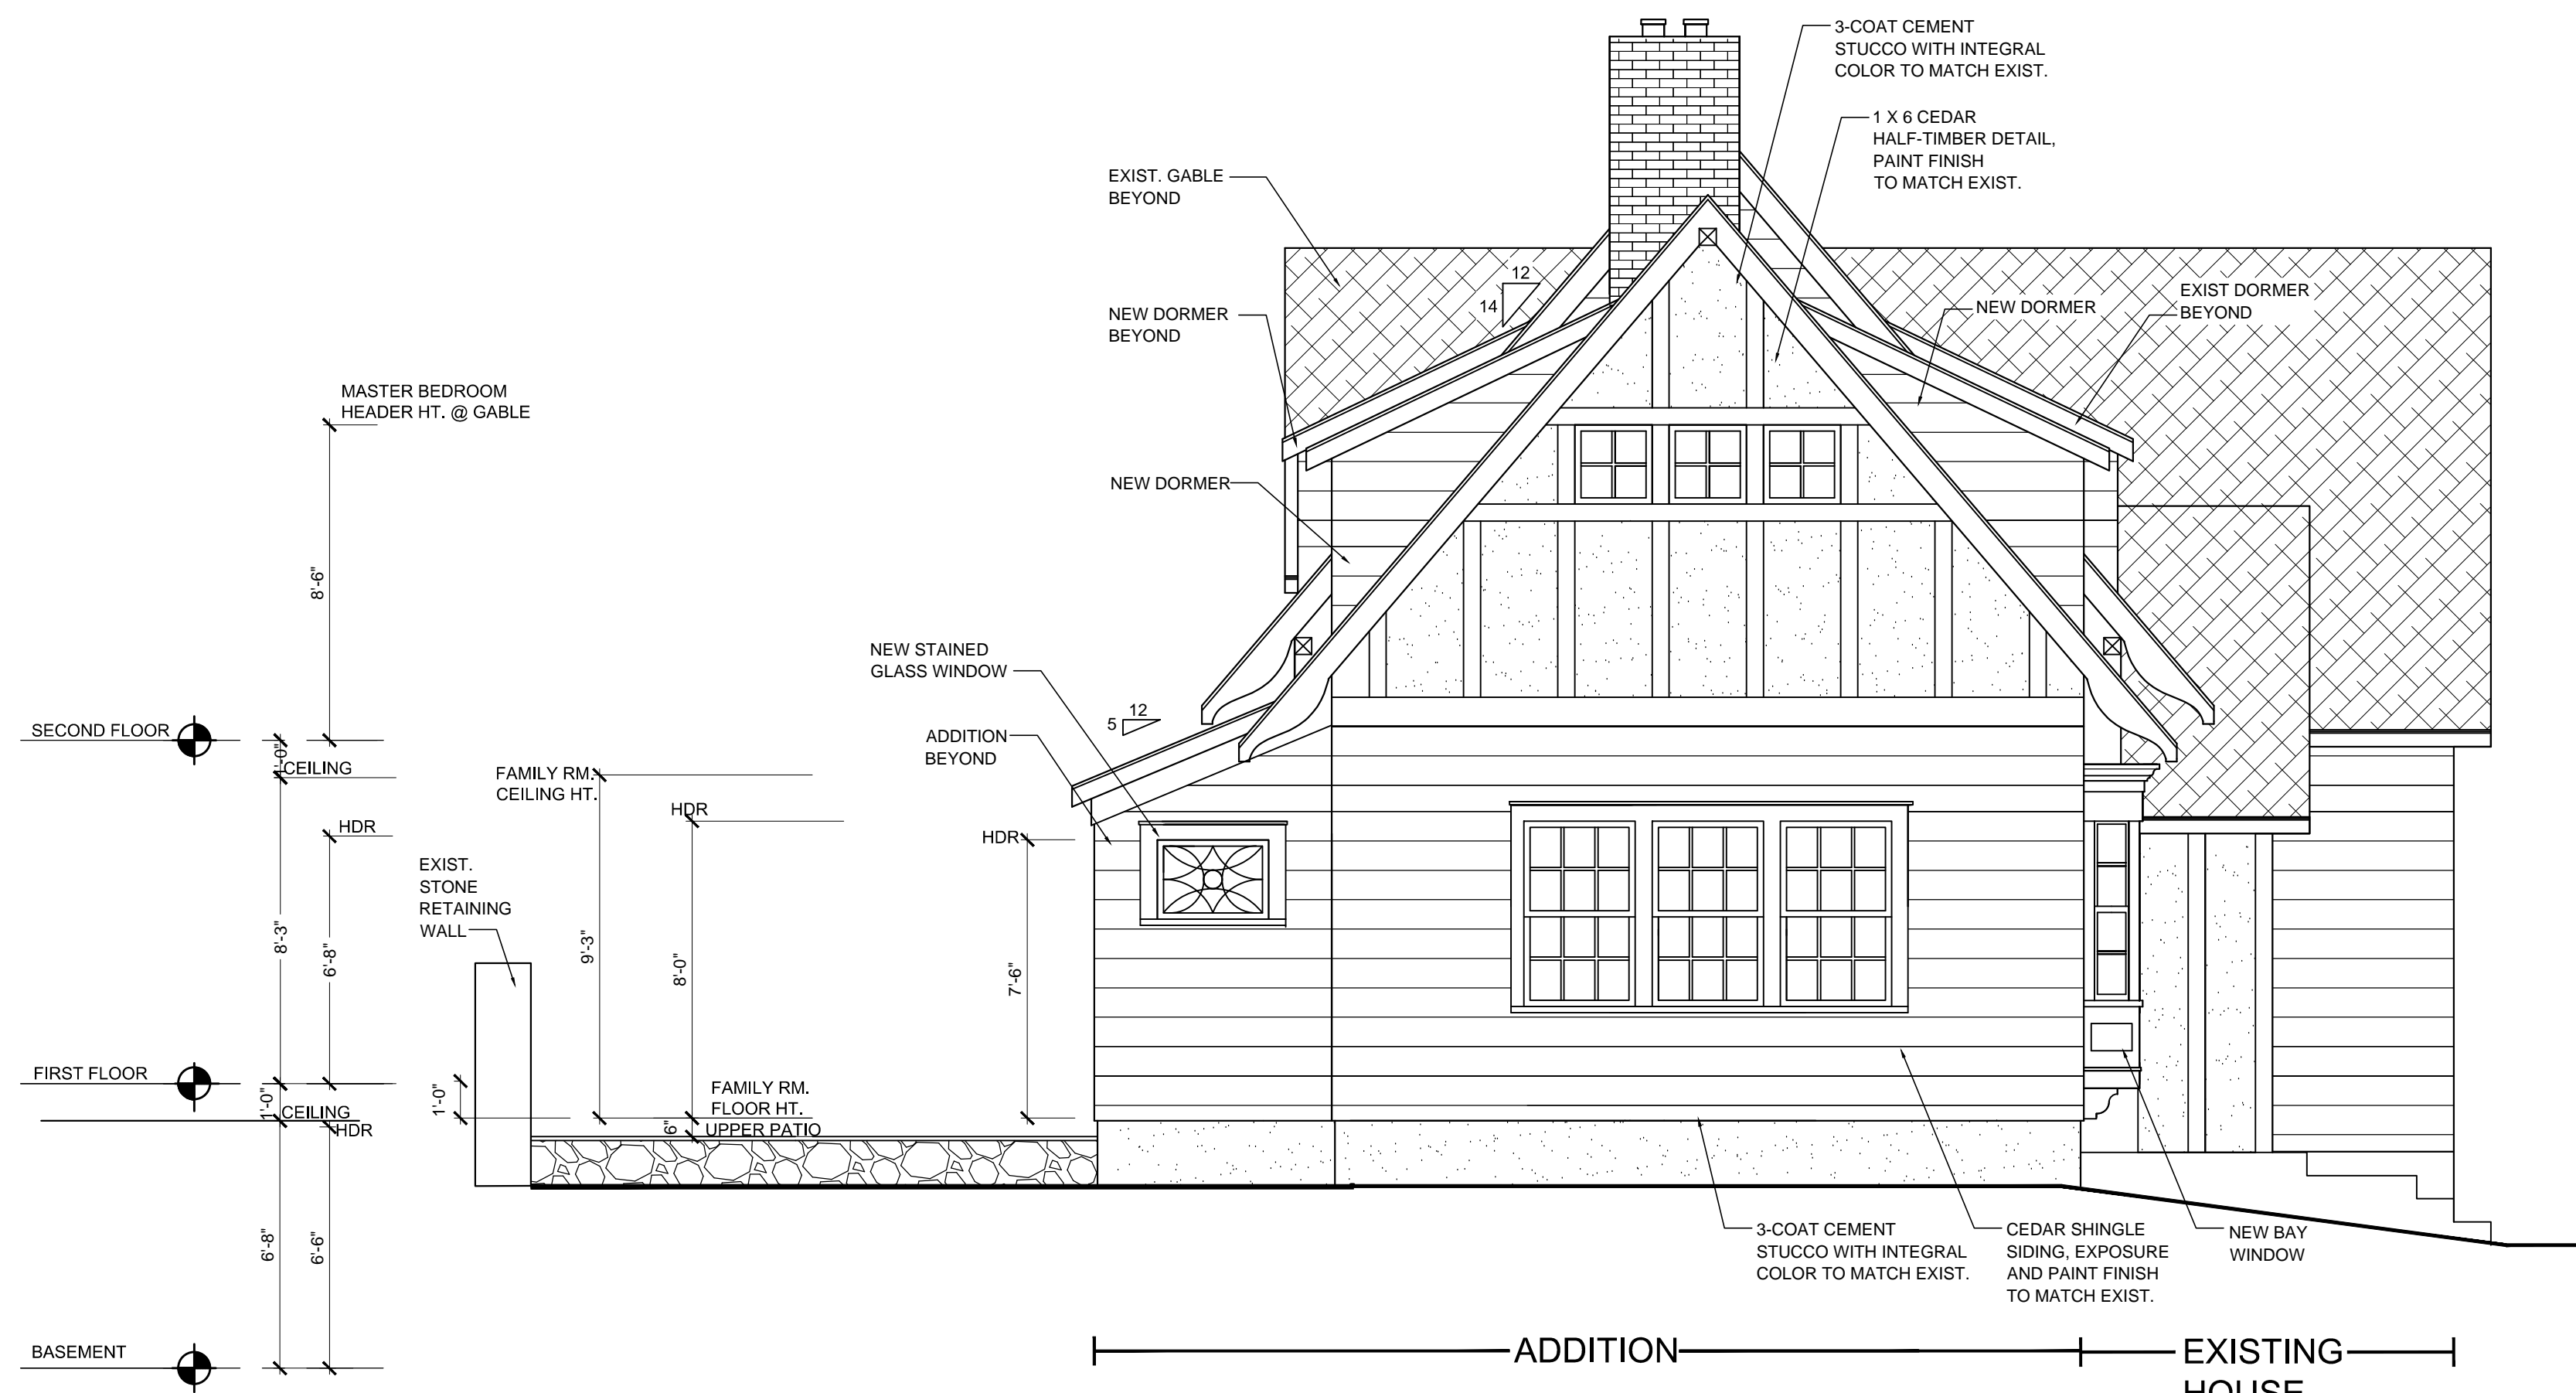 3-COAT CEMENT
STUCCO WITH INTEGRAL
COLOR TO MATCH EXIST.
1 X 6 CEDAR
HALF-TIMBER DETAIL,
PAINT FINISH
TO MATCH EXIST.
EXIST. GABLE
BEYOND
12
14
NEW DORMER
BEYOND
NEW DORMER
EXIST DORMER
BEYOND
MASTER BEDROOM
HEADER HT. @ GABLE
NEW DORMER
8'-6"
NEW STAINED
GLASS WINDOW
12
5
ADDITION
BEYOND
SECOND FLOOR
1'-0"
CEILING
FAMILY RM.
CEILING HT.
HDR
HDR
HDR
EXIST.
STONE
RETAINING
WALL
8'-3"
6'-8"
9'-3"
8'-0"
7'-6"
FIRST FLOOR
1'-0"
CEILING
HDR
1'-0"
FAMILY RM.
FLOOR HT.
UPPER PATIO
6"
6'-8"
6'-6"
3-COAT CEMENT
STUCCO WITH INTEGRAL
COLOR TO MATCH EXIST.
CEDAR SHINGLE
SIDING, EXPOSURE
AND PAINT FINISH
TO MATCH EXIST.
NEW BAY
WINDOW
BASEMENT
ADDITION
EXISTING
HOUSE